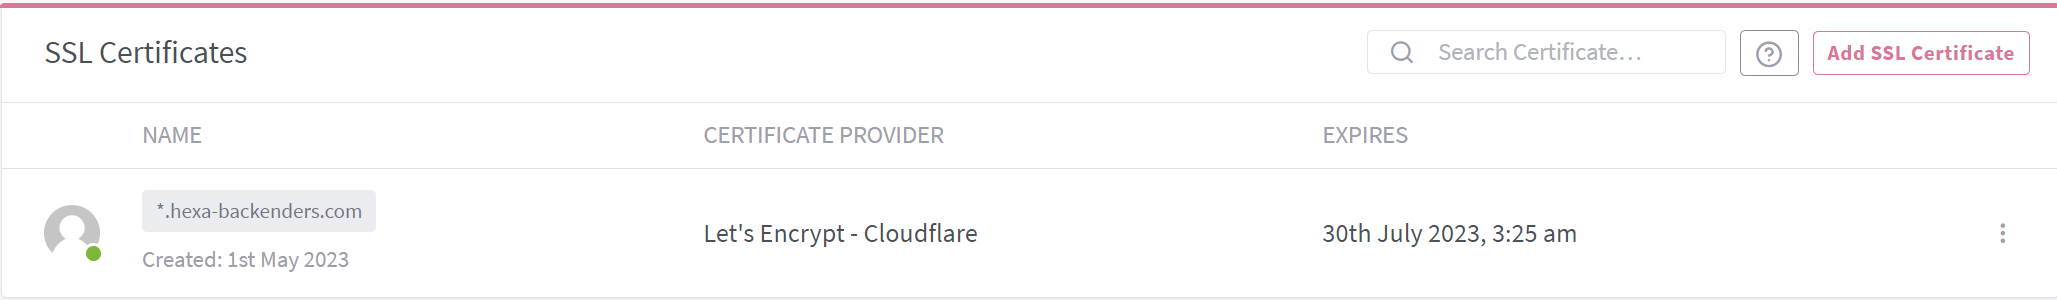 SSL Certificates
Search Certificate...
Add SSL Certificate
NAME
CERTIFICATE PROVIDER
EXPIRES
*.hexa-backenders.com
Created: 1st May 2023
Let's Encrypt - Cloudflare
30th July 2023, 3:25 am